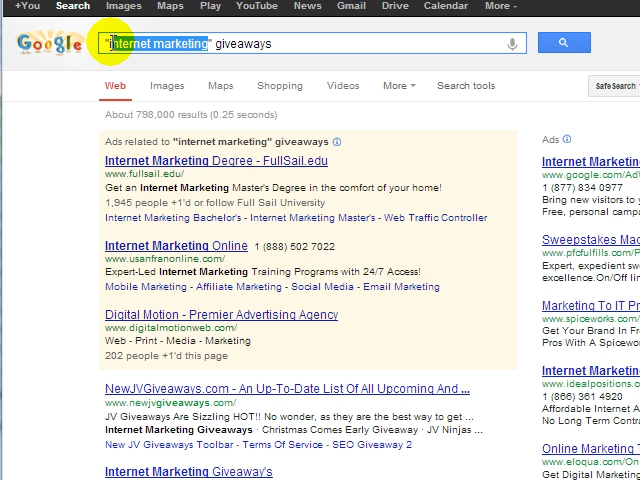 +You Search Images Maps Play YouTube News Gmail Drive Calendar More
Google "internet marketing" giveaways
Web Images Maps Shopping Videos More Search tools SafeSearch
About 798,000 results (0.25 seconds)
Ads related to "internet marketing" giveaways
Internet Marketing Degree - FullSail.edu
www.fullsail.edu/
Get an Internet Marketing Master's Degree in the comfort of your home!
1,945 people +1'd or follow Full Sail University
Internet Marketing Bachelor's - Internet Marketing Master's - Web Traffic Controller
Internet Marketing Online 1 (888) 502 7022
www.usanfranonline.com/
Expert-Led Internet Marketing Training Programs with 24/7 Access!
Mobile Marketing - Affiliate Marketing - Social Media - Email Marketing
Digital Motion - Premier Advertising Agency
www.digitalmotionweb.com/
Web - Print - Media - Marketing
202 people +1'd this page
NewJVGiveaways.com - An Up-To-Date List Of All Upcoming And ...
www.newjvgiveaways.com/
JV Giveaways Are Sizzling HOT!! No wonder, as they are the best way to get ...
Internet Marketing Giveaways · Christmas Comes Early Giveaway · JV Ninjas ...
New JV Giveaways Toolbar - Terms of Service - SEO Giveaway 2
Internet Marketing Giveaway's
Ads
Internet Marketin
www.google.com/AdW
1 (877) 834 0977
Bring new visitors to y
Free, personal campa
Sweepstakes Mad
www.pfcfulfills.com/P
Expert, expedient sw
excellence.On/Off lin
Marketing To IT Pr
www.spiceworks.com/
Get Your Brand In Fr
Pros With A Spicewor
Internet Marketin
www.idealpositions.c
1 (866) 361 4920
Affordable Internet M
No Long Term Contra
Online Marketing T
www.eloqua.com/On
Get Digital Marketing